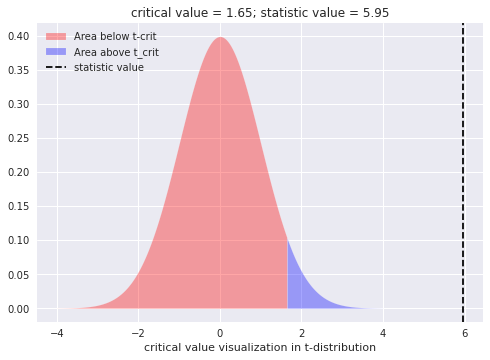 critical value = 1.65; statistic value = 5.95
0.40
0.35
0.30
0.25
0.20
0.15
0.10
0.05
0.00
Area below t-crit
Area above t_crit
statistic value
−4 −2 0 2 4 6
critical value visualization in t-distribution